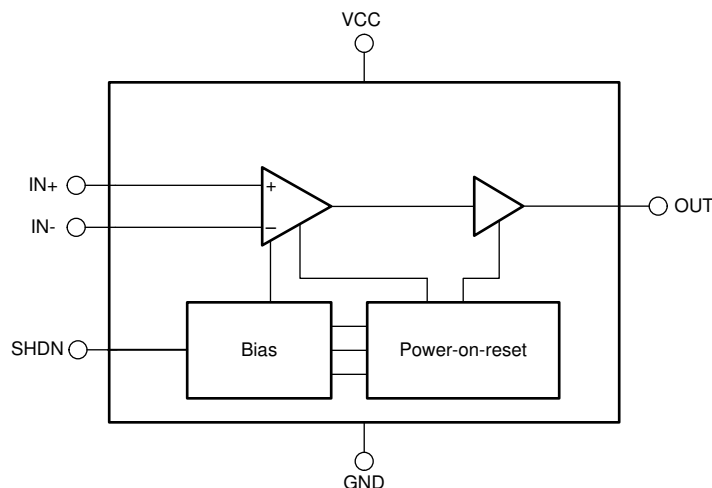 VCC
IN+
+
OUT
IN-
−
SHDN
Bias
Power-on-reset
GND